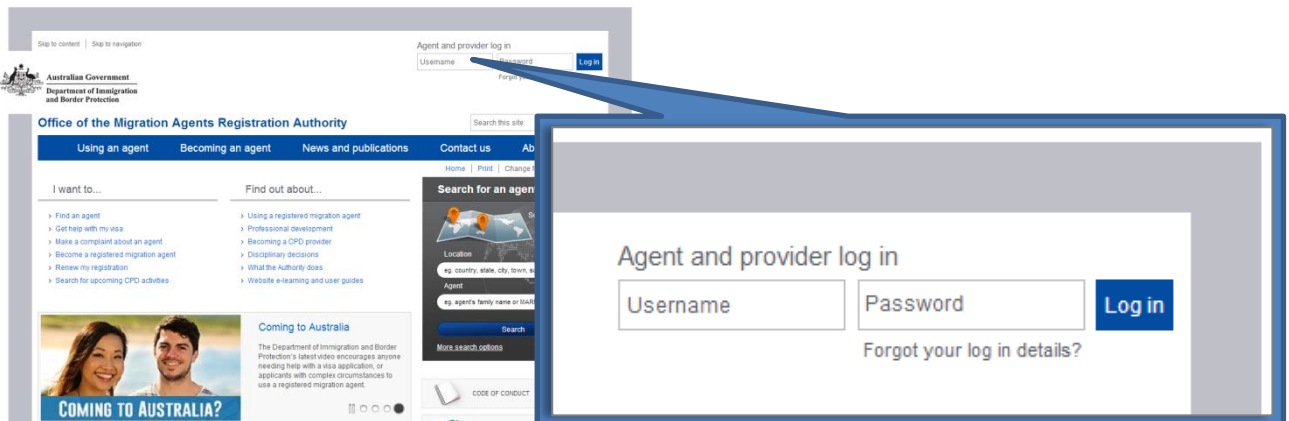 Skip to content | Skip to navigation
Agent and provider log in
Username
Password
Log in
Australian Government
Department of Immigration
and Border Protection
Office of the Migration Agents Registration Authority
Search this site
Using an agent
Becoming an agent
News and publications
Contact us
Home | Print | Change
I want to...
Find out about...
Search for an agen
› Find an agent
› Get help with my visa
› Make a complaint about an agent
› Become a registered migration agent
› Renew my registration
› Search for upcoming CPD activities
› Using a registered migration agent
› Professional development
› Becoming a CPD provider
› Disciplinary decisions
› What the Authority does
› Website e-learning and user guides
Location
eg. country, state, city, town,
Agent
eg. agent's family name or
Search
More search options
COMING TO AUSTRALIA?
Coming to Australia
The Department of Immigration and Border
Protection's latest video encourages anyone
needing help with a visa application, or
applicants with complex circumstances to
use a registered migration agent.
CODE OF CONDUCT
Agent and provider log in
Username
Password
Log in
Forgot your log in details?